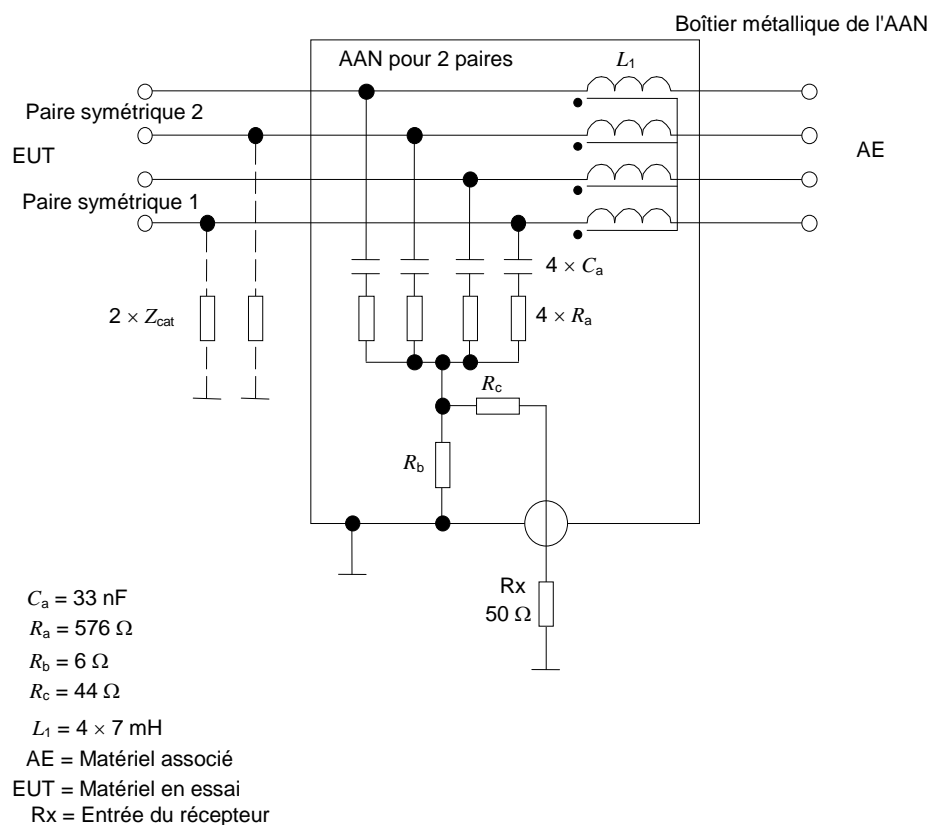 Boîtier métallique de l'AAN
AAN pour 2 paires
L1
Paire symétrique 2
EUT
AE
Paire symétrique 1
4 × Ca
2 × Zcat
4 × Ra
Rc
Rb
Rx
50 Ω
Ca = 33 nF
Ra = 576 Ω
Rb = 6 Ω
Rc = 44 Ω
L1 = 4 × 7 mH
AE = Matériel associé
EUT = Matériel en essai
Rx = Entrée du récepteur